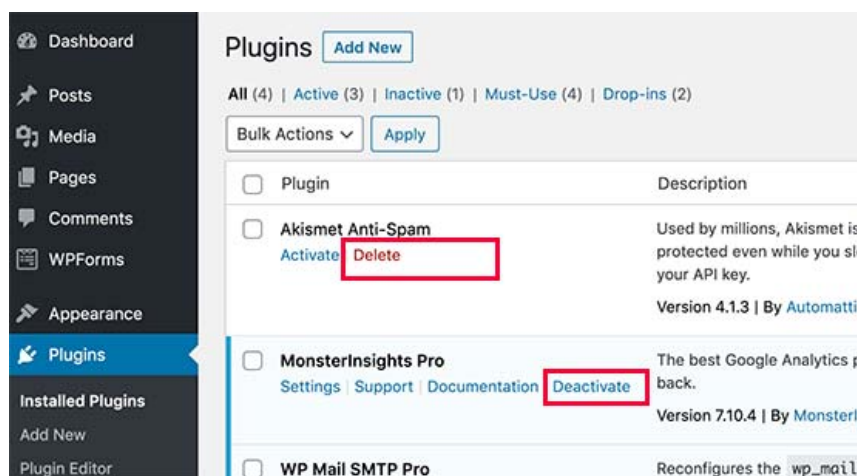 Dashboard
Posts
Media
Pages
Comments
WPForms
Appearance
Plugins
Installed Plugins
Add New
Plugin Editor
Plugins Add New
All (4) | Active (3) | Inactive (1) | Must-Use (4) | Drop-ins (2)
Bulk Actions Apply
Plugin Description
Akismet Anti-Spam
Activate Delete
Used by millions, Akismet is
protected even while you sl
your API key.
Version 4.1.3 | By Automatti
MonsterInsights Pro
Settings | Support | Documentation | Deactivate
The best Google Analytics p
back.
Version 7.10.4 | By MonsterI
WP Mail SMTP Pro
Reconfigures the wp_mail